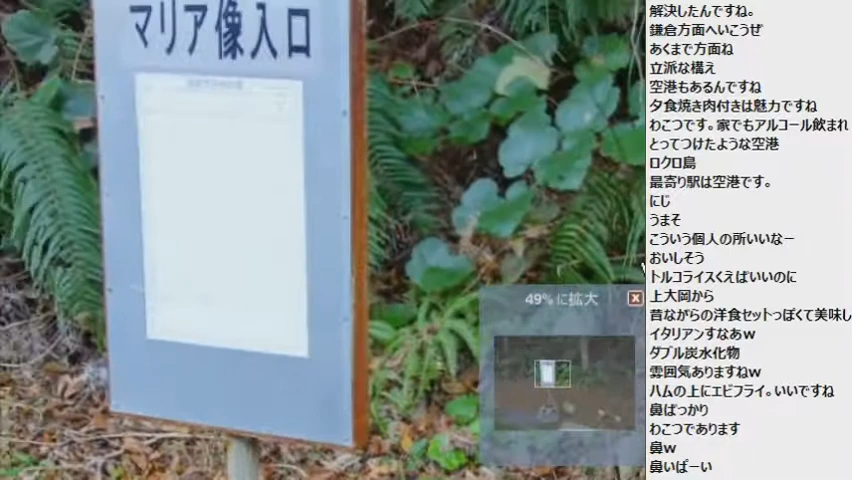 マリア像入口
49%に拡大
解決したんですね。
鎌倉方面へいこうぜ
あくまで方面ね
立派な構え
空港もあるんですね
夕食焼き肉付きは魅力ですね
わこつです。家でもアルコール飲まれ
とってつけたような空港
ロクロ島
最寄り駅は空港です。
にじ
うまそ
こういう個人の所いいなー
おいしそう
トルコライスくえばいいのに
上大岡から
昔ながらの洋食セットっぽくて美味し
イタリアンすなあｗ
ダブル炭水化物
雰囲気ありますねｗ
ハムの上にエビフライ。いいですね
鼻ばっかり
わこつであります
鼻ｗ
鼻いぱーい